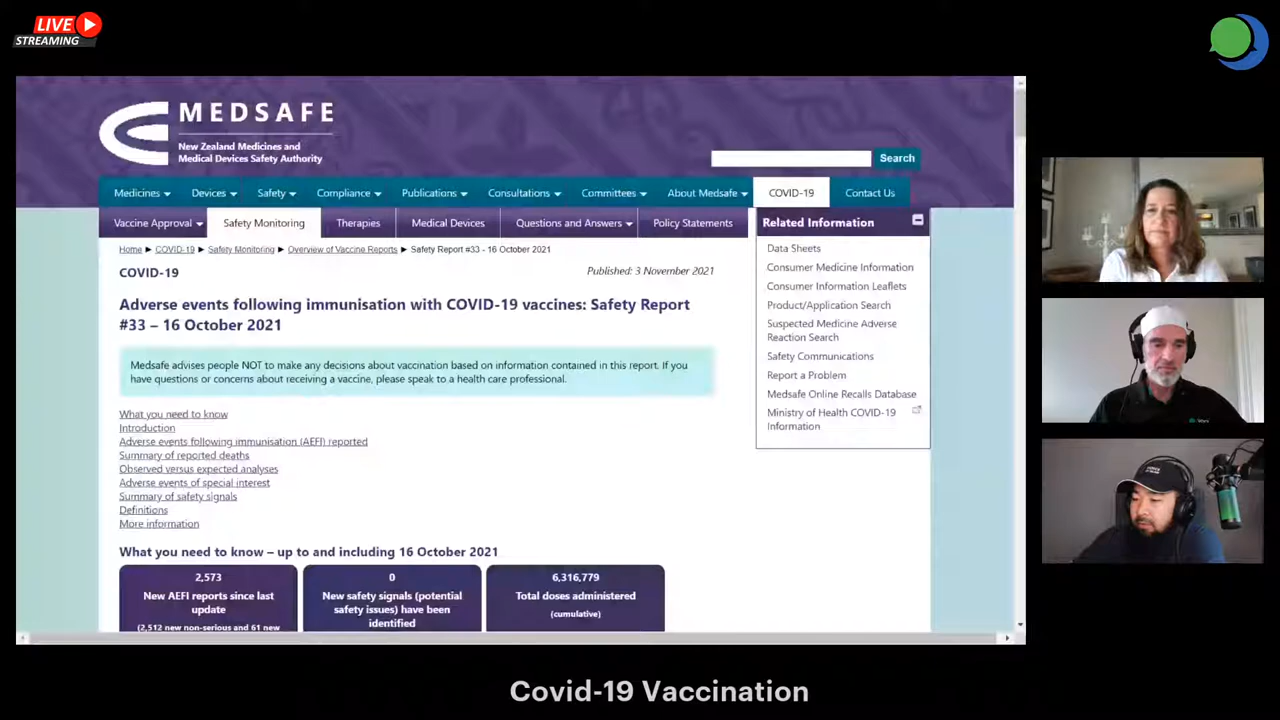 LIVE
STREAMING
MEDSAFE
New Zealand Medicines and
Medical Devices Safety Authority
Search
Medicines Devices Safety Compliance Publications Consultations Committees About Medsafe COVID-19 Contact Us
Vaccine Approval Safety Monitoring Therapies Medical Devices Questions and Answers Policy Statements
Related Information
Data Sheets
Consumer Medicine Information
Consumer Information Leaflets
Product/Application Search
Suspected Medicine Adverse
Reaction Search
Safety Communications
Report a Problem
Medsafe Online Recalls Database
Ministry of Health COVID-19
Information
Home ► COVID-19 ► Safety Monitoring ► Overview of Vaccine Reports ► Safety Report #33 - 16 October 2021
COVID-19
Published: 3 November 2021
Adverse events following immunisation with COVID-19 vaccines: Safety Report
#33 – 16 October 2021
Medsafe advises people NOT to make any decisions about vaccination based on information contained in this report. If you
have questions or concerns about receiving a vaccine, please speak to a health care professional.
What you need to know
Introduction
Adverse events following immunisation (AEFI) reported
Summary of reported deaths
Observed versus expected analyses
Adverse events of special interest
Summary of safety signals
Definitions
More information
What you need to know – up to and including 16 October 2021
2,573
New AEFI reports since last
update
(2,512 new non-serious and 61 new
0
New safety signals (potential
safety issues) have been
identified
6,316,779
Total doses administered
(cumulative)
Covid-19 Vaccination